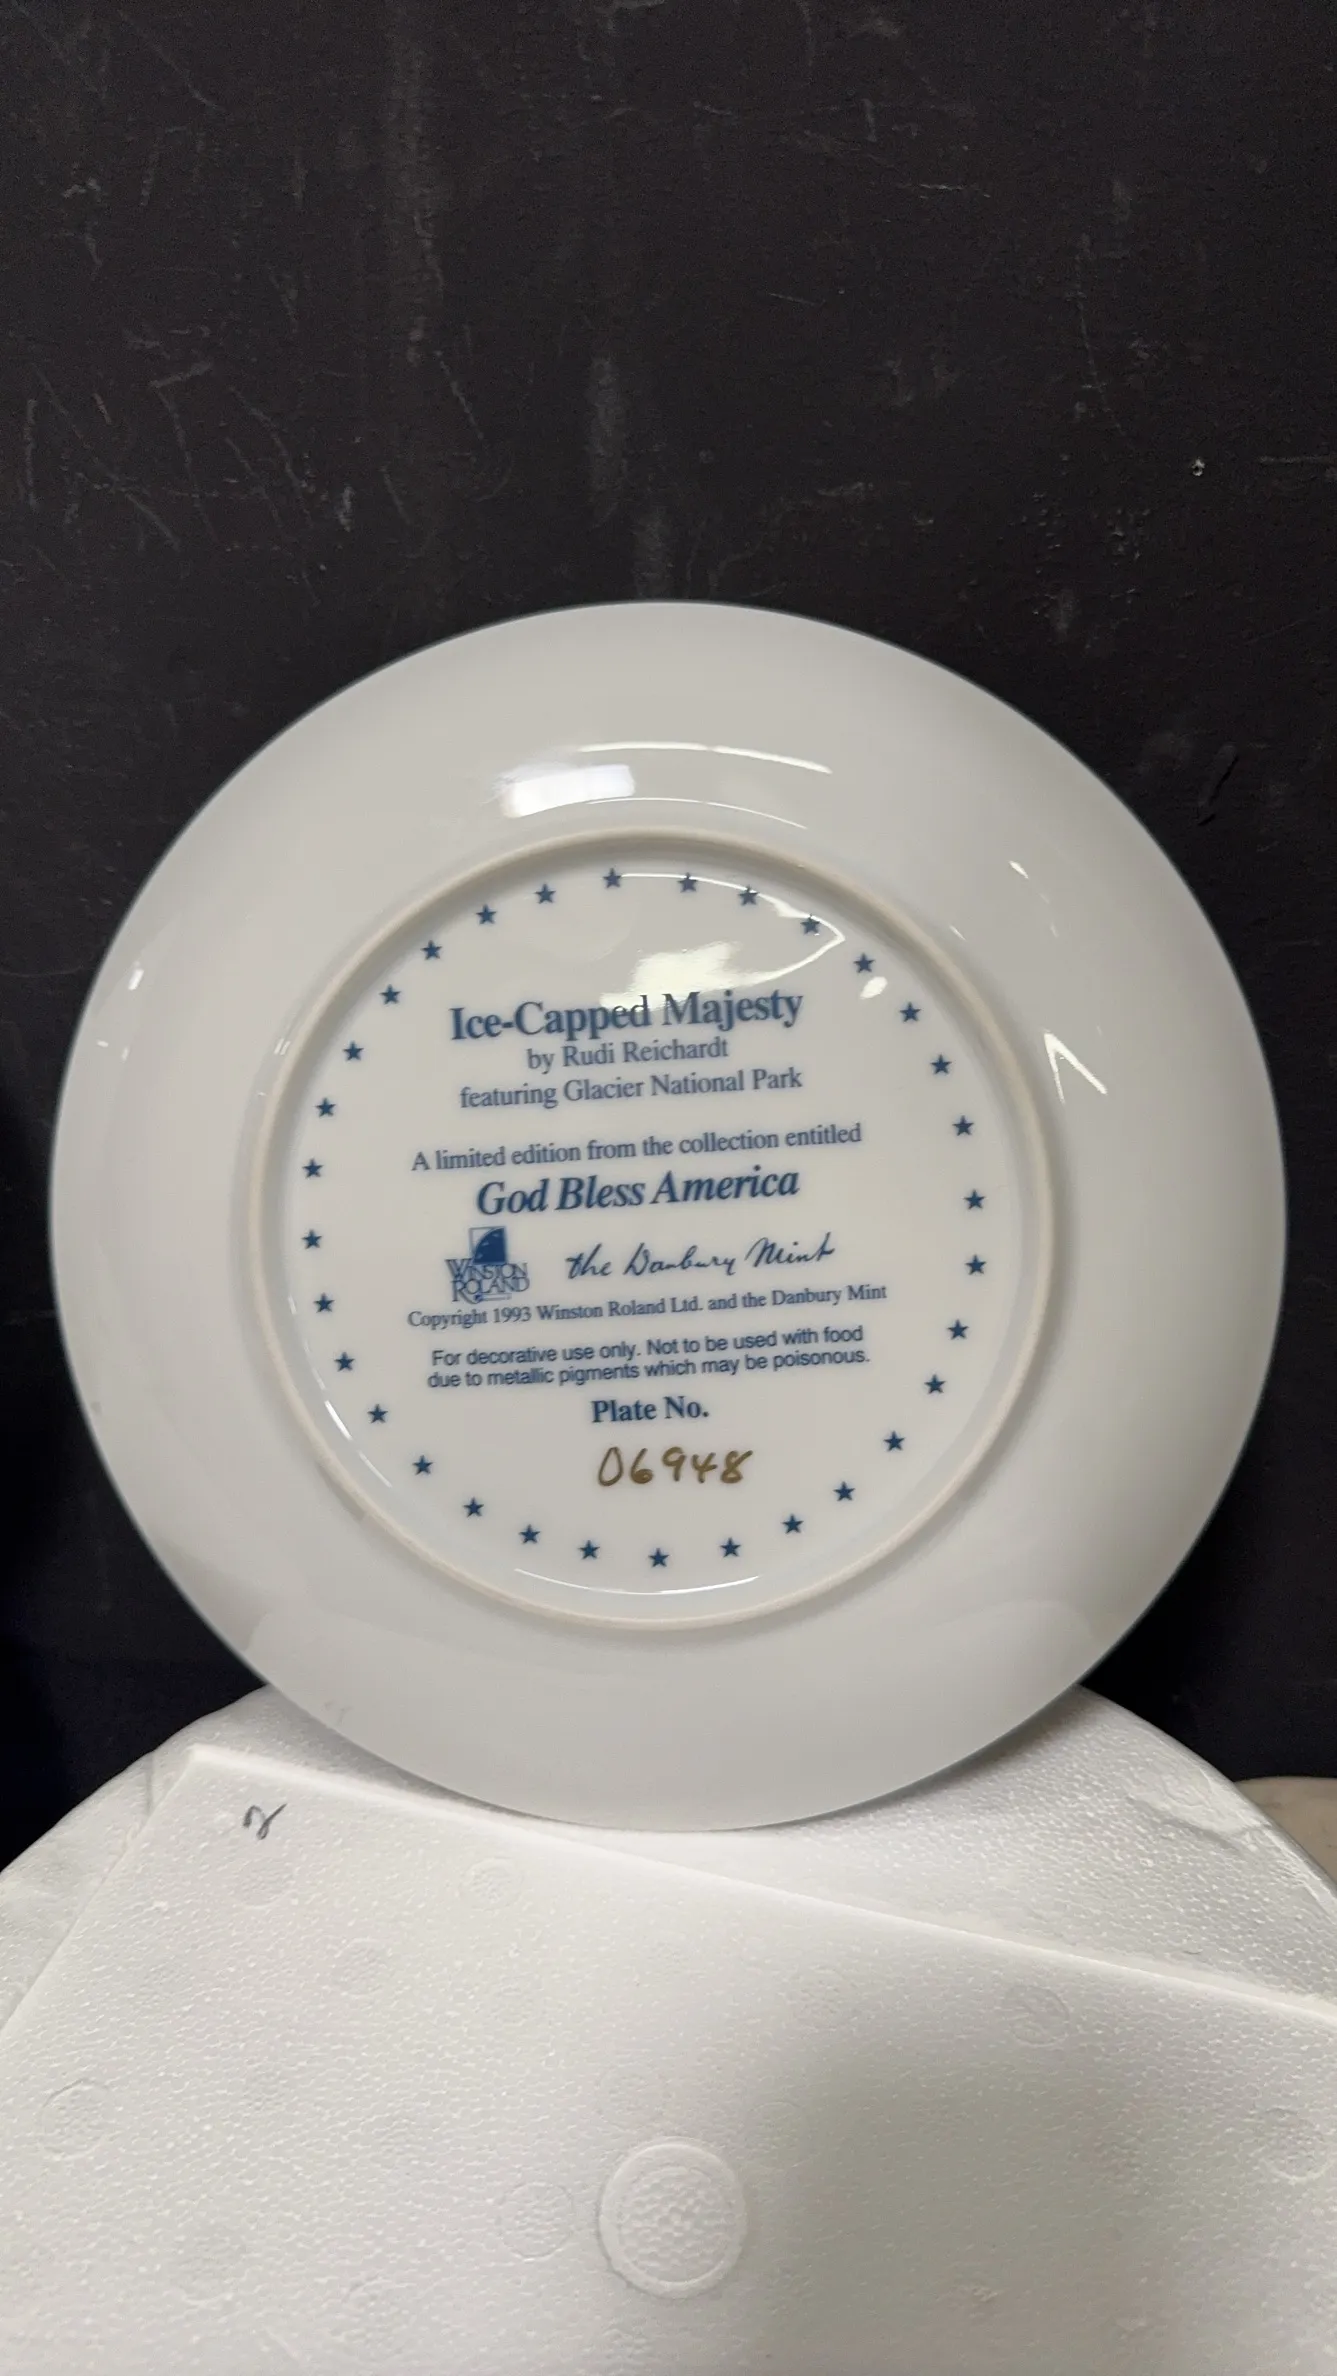 Ice-Capped Majesty
by Rudi Reichardt
featuring Glacier National Park
A limited edition from the collection entitled
God Bless America
WINSTON
ROLAND
the Danbury Mint
Copyright 1993 Winston Roland Ltd. and the Danbury Mint
For decorative use only. Not to be used with food
due to metallic pigments which may be poisonous.
Plate No.
06948
2